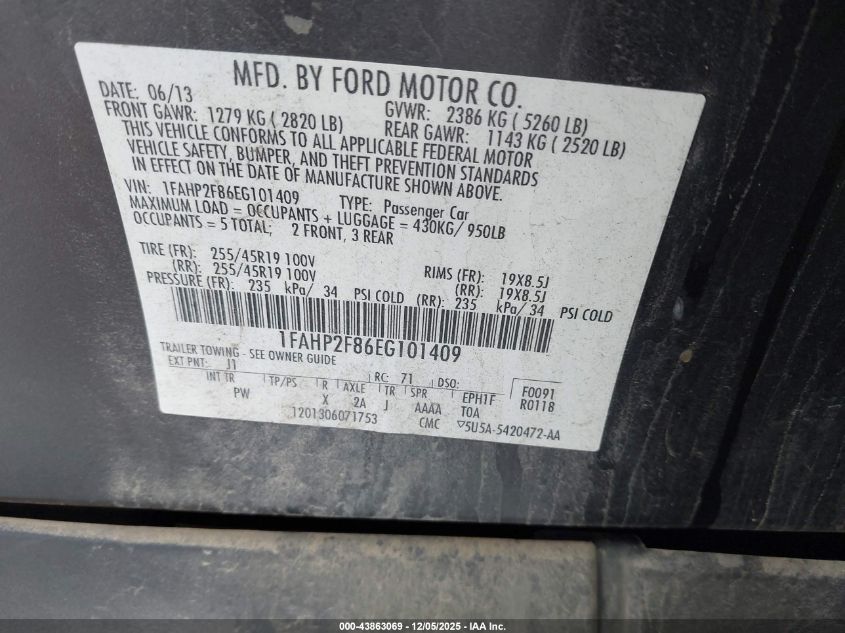 MFD. BY FORD MOTOR CO.
DATE: 06/13 GVWR: 2386 KG ( 5260 LB)
FRONT GAWR: 1279 KG ( 2820 LB) REAR GAWR: 1143 KG ( 2520 LB)
THIS VEHICLE CONFORMS TO ALL APPLICABLE FEDERAL MOTOR
VEHICLE SAFETY, BUMPER, AND THEFT PREVENTION STANDARDS
IN EFFECT ON THE DATE OF MANUFACTURE SHOWN ABOVE.
VIN: 1FAHP2F86EG101409 TYPE: Passenger Car
MAXIMUM LOAD = OCCUPANTS + LUGGAGE = 430KG/ 950LB
OCCUPANTS = 5 TOTAL; 2 FRONT, 3 REAR
TIRE (FR): 255/45R19 100V RIMS (FR): 19X8.5J
(RR): 255/45R19 100V (RR): 19X8.5J
PRESSURE (FR): 235 kPa/ 34 PSI COLD (RR): 235 kPa/ 34 PSI COLD
1FAHP2F86EG101409
TRAILER TOWING - SEE OWNER GUIDE
EXT PNT: J1 RC: 71 DSO: F0091
INT TR TP/PS R AXLE TR SPR EPH1F R0118
PW X 2A J AAAA T0A
1201306071753 CMC ▽5U5A-5420472-AA
000-43863069 - 12/05/2025 - IAA Inc.